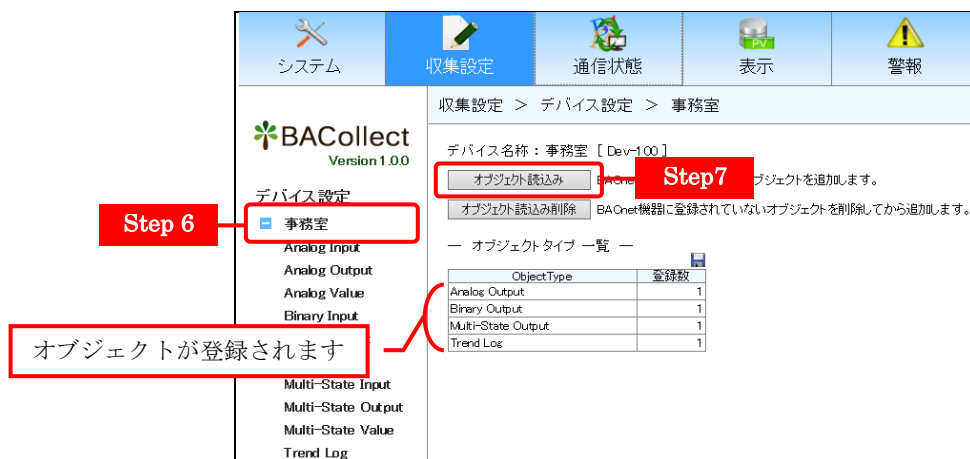 システム
収集設定
通信状態
PV
表示
警報
収集設定 > デバイス設定 > 事務室
BACollect
Version 1.0.0
デバイス名称：事務室 [ Dev-100 ]
オブジェクト読込み
Step7
ブジェクトを追加します。
オブジェクト読込み削除 BACnet機器に登録されていないオブジェクトを削除してから追加します。
デバイス設定
Step 6
事務室
Analog Input
Analog Output
Analog Value
Binary Input
オブジェクトが登録されます
Multi-State Input
Multi-State Output
Multi-State Value
Trend Log
― オブジェクトタイプ 一覧 ―
ObjectType 登録数
Analog Output 1
Binary Output 1
Multi-State Output 1
Trend Log 1